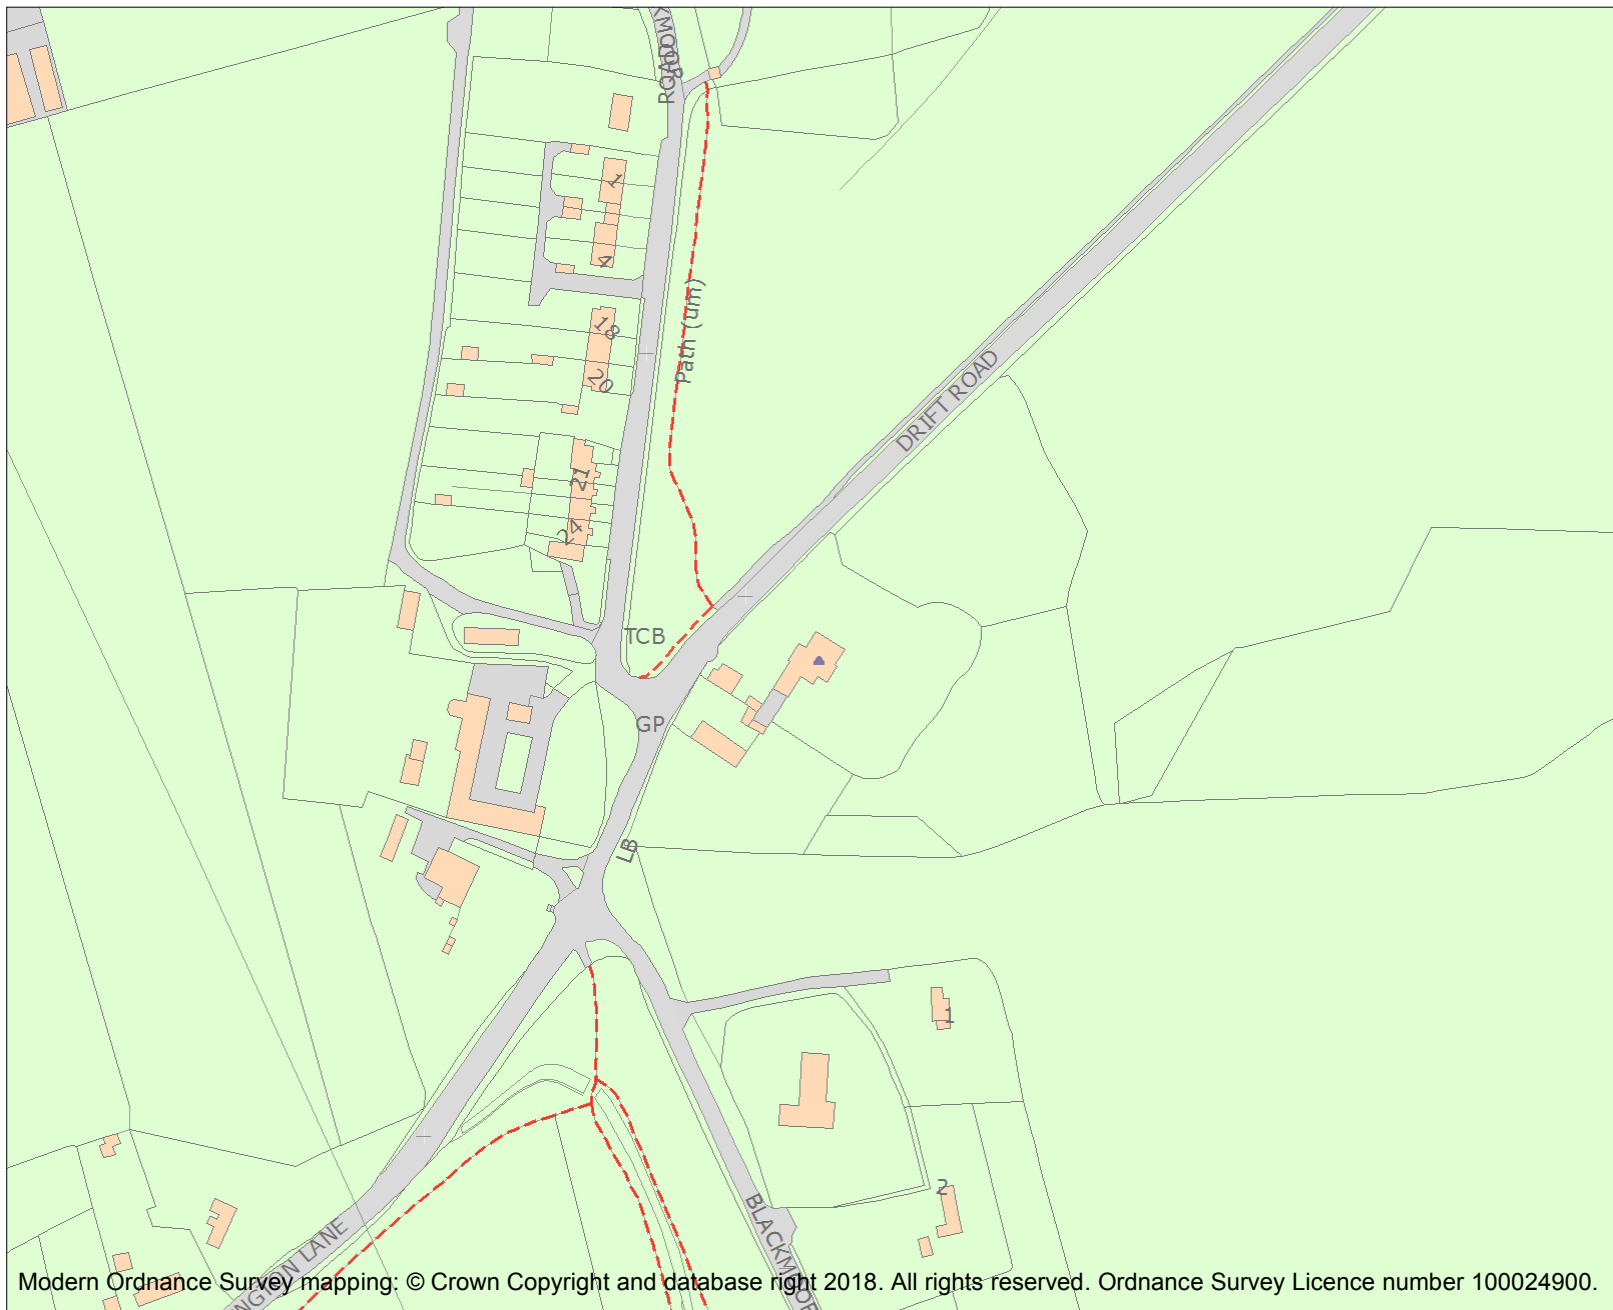 ROAD
1
4
Path (um)
18
20
DRIFT ROAD
21
24
TCB
GP
LB
1
2
Modern Ordnance Survey mapping: © Crown Copyright and database right 2018. All rights reserved. Ordnance Survey Licence number 100024900.